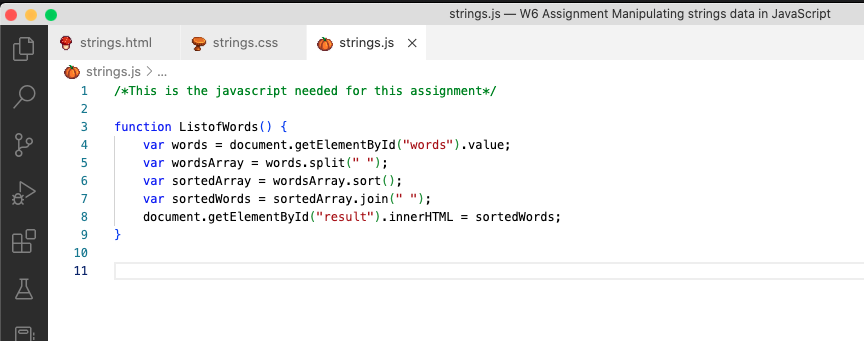 strings.js — W6 Assignment Manipulating strings data in JavaScript
strings.html strings.css strings.js ×
strings.js > ...
1 /*This is the javascript needed for this assignment*/
2
3 function ListofWords() {
4     var words = document.getElementById("words").value;
5     var wordsArray = words.split(" ");
6     var sortedArray = wordsArray.sort();
7     var sortedWords = sortedArray.join(" ");
8     document.getElementById("result").innerHTML = sortedWords;
9 }
10
11